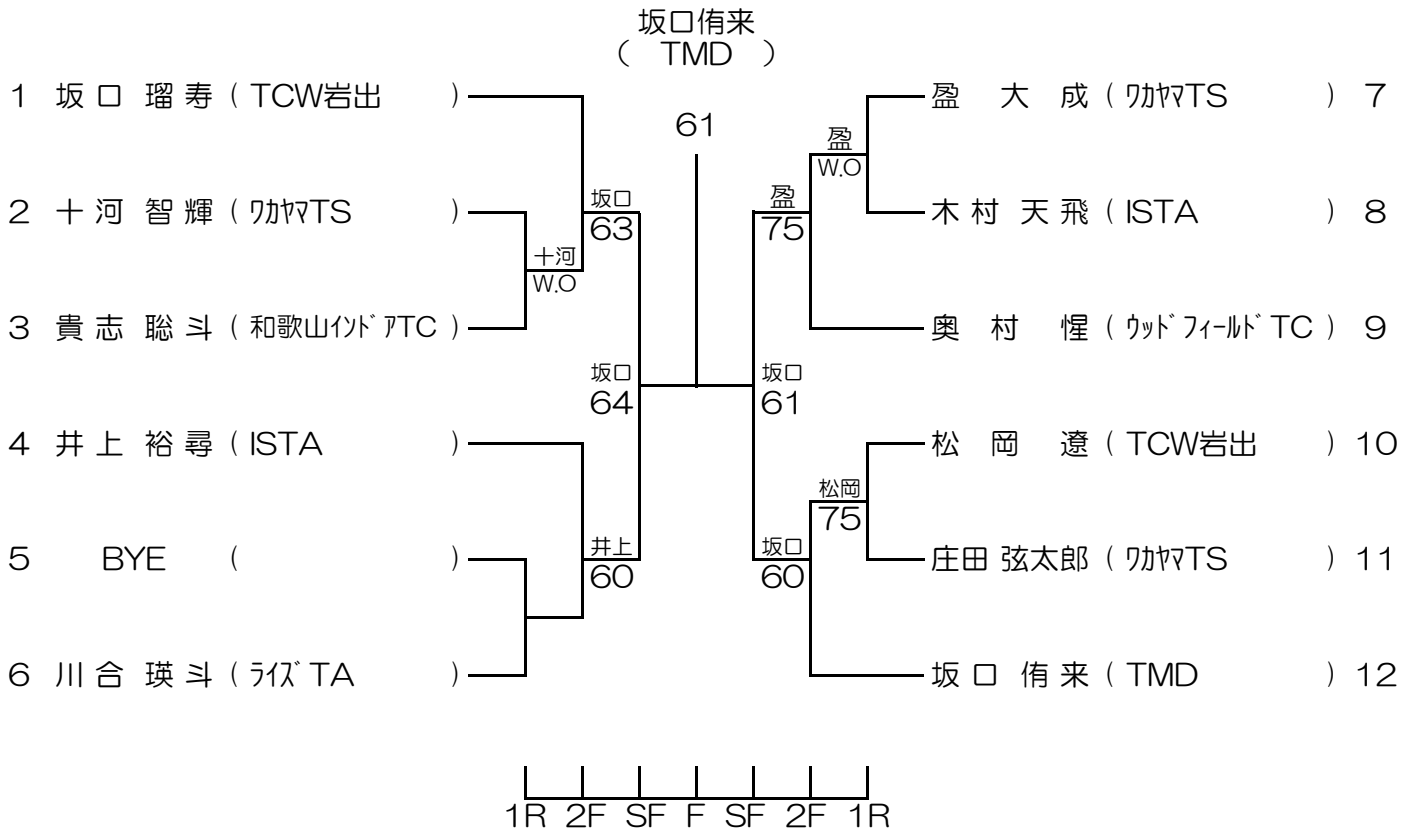 坂口侑来
( TMD )
61
1 坂口 瑠寿 ( TCW岩出 )
2 十河 智輝 ( ワカヤマTS )
3 貴志 聡斗 ( 和歌山インドアTC )
4 井上 裕尋 ( ISTA )
5 BYE ( )
6 川合 瑛斗 ( ライズTA )
十河
W.O
坂口
63
井上
60
坂口
64
盈 大成 ( ワカヤマTS ) 7
木村 天飛 ( ISTA ) 8
奥村 惺 ( ウッドフィールドTC ) 9
松岡 遼 ( TCW岩出 ) 10
庄田 弦太郎 ( ワカヤマTS ) 11
坂口 侑来 ( TMD ) 12
盈
W.O
盈
75
松岡
75
坂口
60
坂口
61
1R 2F SF F SF 2F 1R